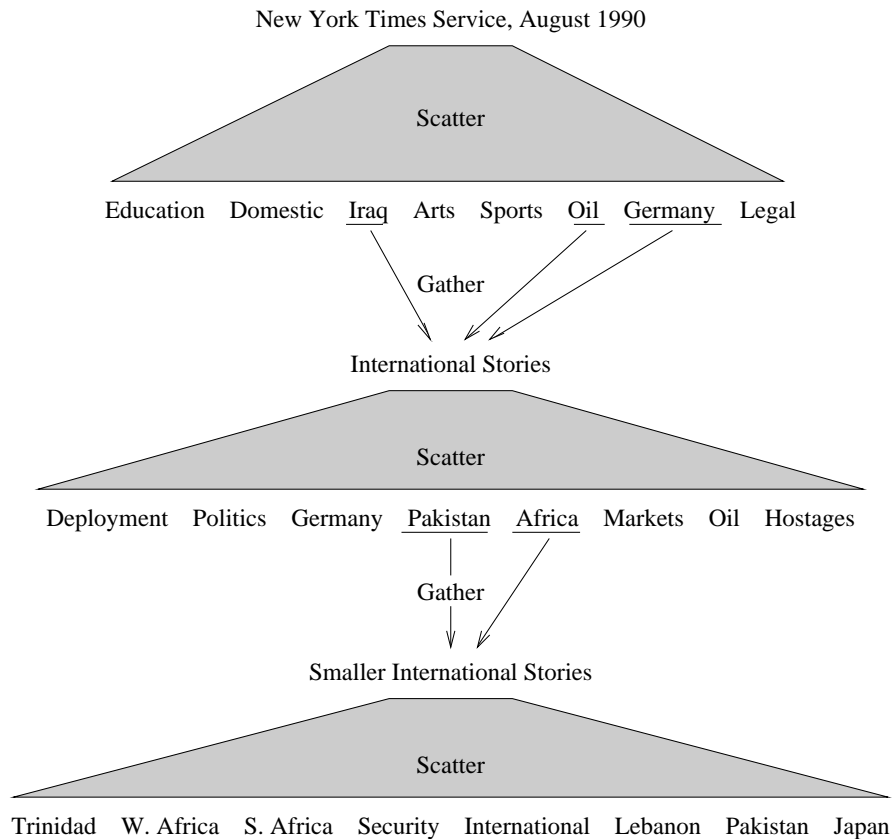 New York Times Service, August 1990
Scatter
Education Domestic Iraq Arts Sports Oil Germany Legal
Gather
International Stories
Scatter
Deployment Politics Germany Pakistan Africa Markets Oil Hostages
Gather
Smaller International Stories
Scatter
Trinidad W. Africa S. Africa Security International Lebanon Pakistan Japan